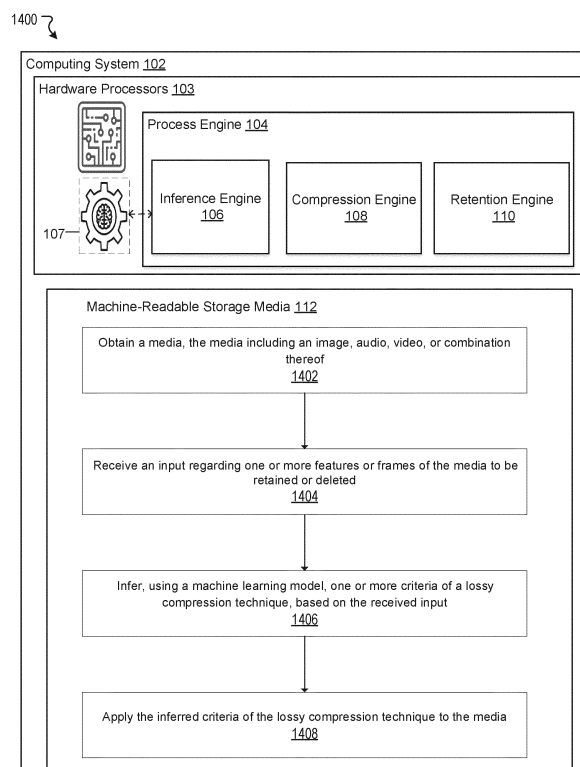 1400
Computing System 102
Hardware Processors 103
Process Engine 104
Inference Engine
106
Compression Engine
108
Retention Engine
110
107
Machine-Readable Storage Media 112
Obtain a media, the media including an image, audio, video, or combination
thereof
1402
Receive an input regarding one or more features or frames of the media to be
retained or deleted
1404
Infer, using a machine learning model, one or more criteria of a lossy
compression technique, based on the received input
1406
Apply the inferred criteria of the lossy compression technique to the media
1408